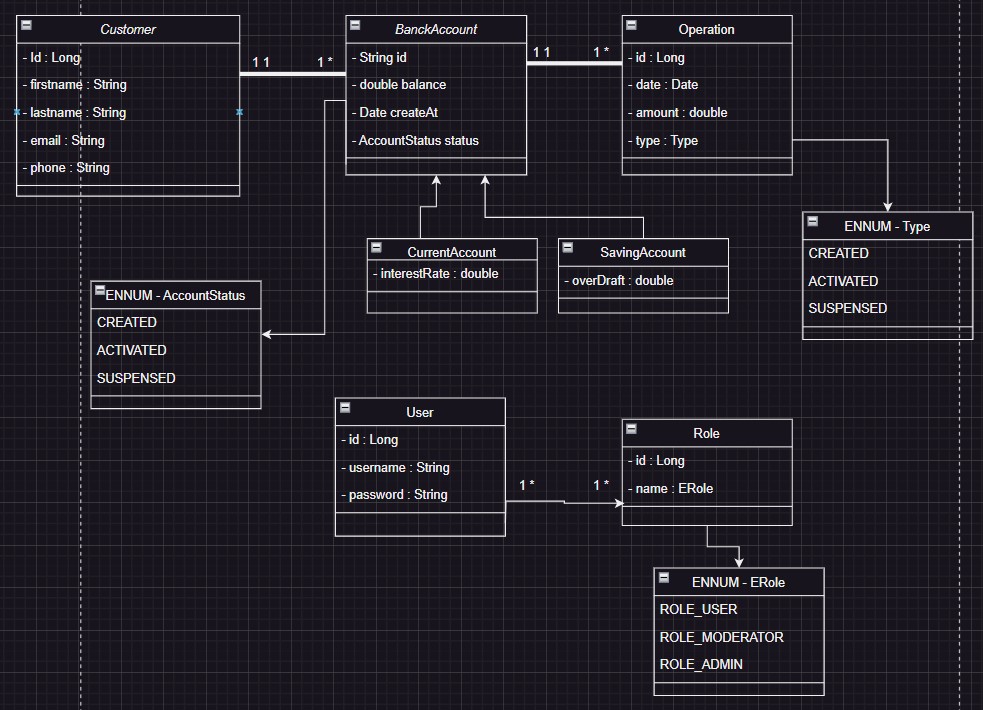 Customer
- Id : Long
- firstname : String
- lastname : String
- email : String
- phone : String
1 1
1 *
BanckAccount
- String id
- double balance
- Date createAt
- AccountStatus status
1 1
1 *
Operation
- id : Long
- date : Date
- amount : double
- type : Type
CurrentAccount
- interestRate : double
SavingAccount
- overDraft : double
ENNUM - Type
CREATED
ACTIVATED
SUSPENSED
ENNUM - AccountStatus
CREATED
ACTIVATED
SUSPENSED
User
- id : Long
- username : String
- password : String
1 *
1 *
Role
- id : Long
- name : ERole
ENNUM - ERole
ROLE_USER
ROLE_MODERATOR
ROLE_ADMIN